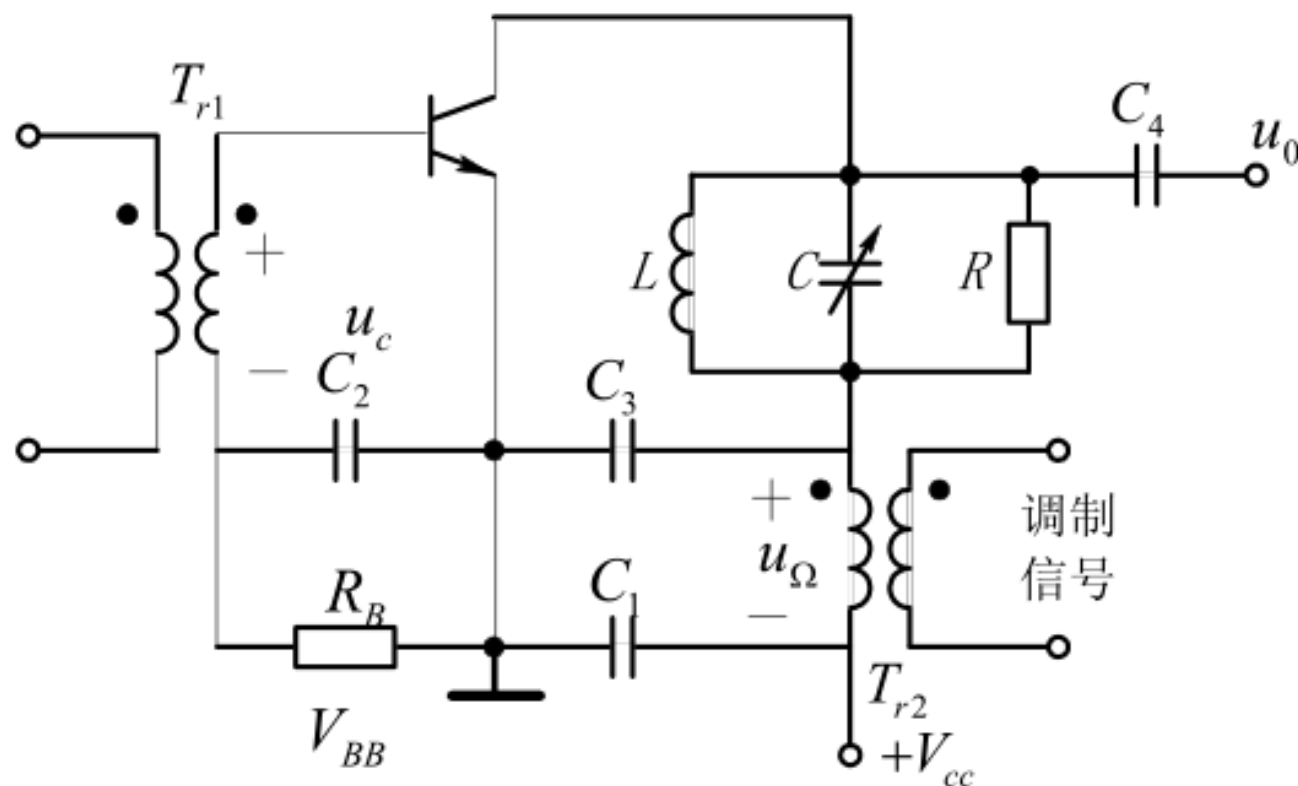 T_{r1}
C_4
u_0
+
L
C
R
u_c
−
C_2
C_3
+
调制
信号
u_Ω
R_B
C_1
−
T_{r2}
V_{BB}
+V_{cc}